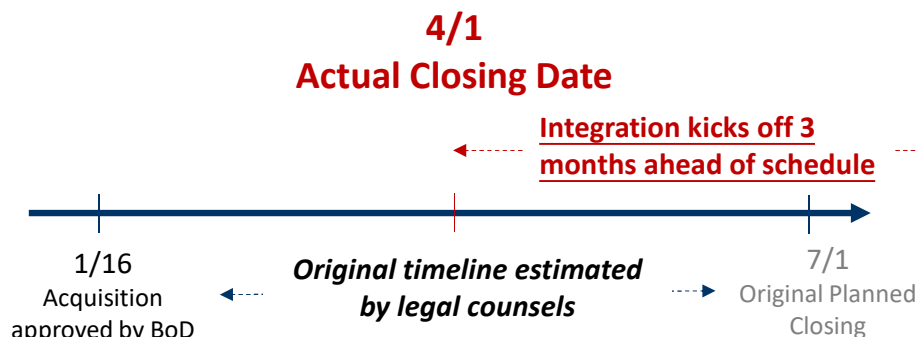 4/1
Actual Closing Date
Integration kicks off 3
months ahead of schedule
1/16
Acquisition
approved by BoD
Original timeline estimated
by legal counsels
7/1
Original Planned
Closing